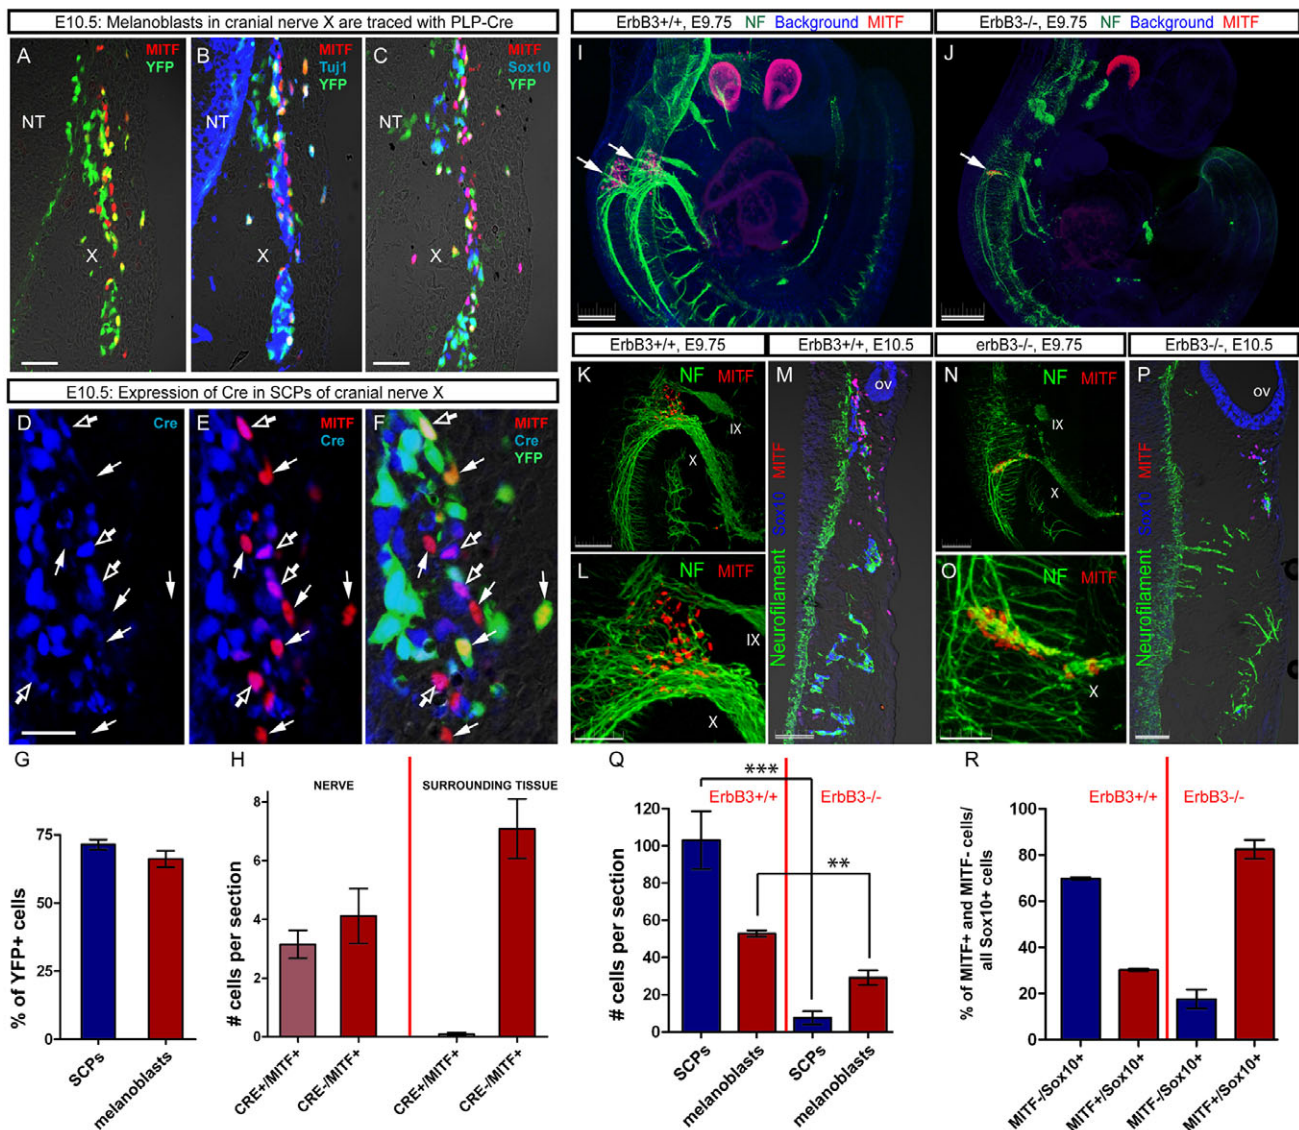 E10.5: Melanoblasts in cranial nerve X are traced with PLP-Cre
A
MITF
YFP
NT
X
B
MITF
Tuj1
YFP
NT
X
C
MITF
Sox10
YFP
NT
X
E10.5: Expression of Cre in SCPs of cranial nerve X
D
Cre
E
MITF
Cre
F
MITF
Cre
YFP
ErbB3+/+, E9.75 NF Background MITF
I
ErbB3-/-, E9.75 NF Background MITF
J
ErbB3+/+, E9.75
K
NF MITF
IX
X
L
NF MITF
IX
X
ErbB3+/+, E10.5
M
ov
Neurofilament Sox10 MITF
erbB3-/-, E9.75
N
NF MITF
IX
X
O
NF MITF
X
ErbB3-/-, E10.5
P
ov
Neurofilament Sox10 MITF
G
% of YFP+ cells
75
50
25
0
SCPs
melanoblasts
H
NERVE
SURROUNDING TISSUE
# cells per section
8
6
4
2
0
CRE+/MITF+
CRE-/MITF+
CRE+/MITF+
CRE-/MITF+
Q
***
ErbB3+/+
ErbB3-/-
**
# cells per section
120
100
80
60
40
20
0
SCPs
melanoblasts
SCPs
melanoblasts
R
ErbB3+/+
ErbB3-/-
% of MITF+ and MITF- cells/
all Sox10+ cells
100
80
60
40
20
0
MITF-/Sox10+
MITF+/Sox10+
MITF-/Sox10+
MITF+/Sox10+